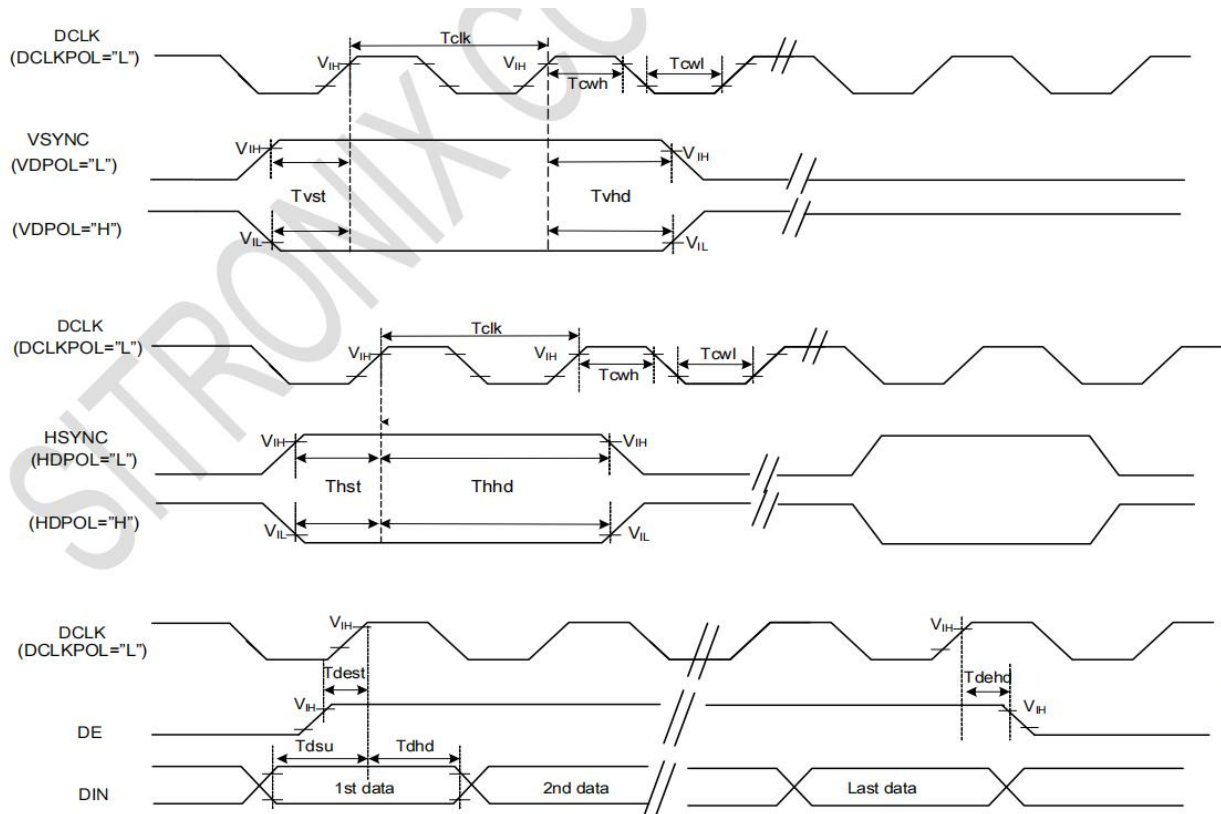 DCLK
(DCLKPOL="L")
VIH
Tclk
VIH
Tcwh
Tcwl
VSYNC
(VDPOL="L")
VIH
VIH
Tvst
Tvhd
(VDPOL="H")
VIL
VIL
DCLK
(DCLKPOL="L")
VIH
Tclk
VIH
Tcwh
Tcwl
HSYNC
(HDPOL="L")
VIH
VIH
Thst
Thhd
(HDPOL="H")
VIL
VIL
DCLK
(DCLKPOL="L")
VIH
VIH
Tdest
Tdehd
DE
VIH
VIH
Tdsu
Tdhd
DIN
1st data
2nd data
Last data
SITRONIX